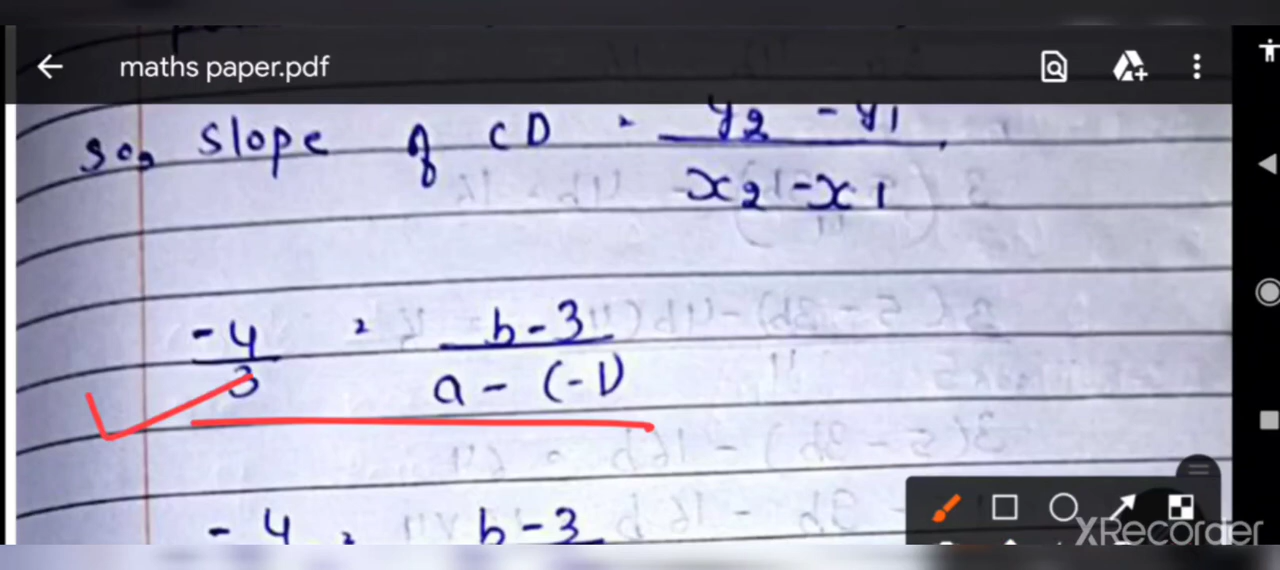 maths paper.pdf
so, slope of CD = y2 - y1
x2 - x1
-4 = b - 3
3 a - (-1)
-4 = b - 3
XRecorder